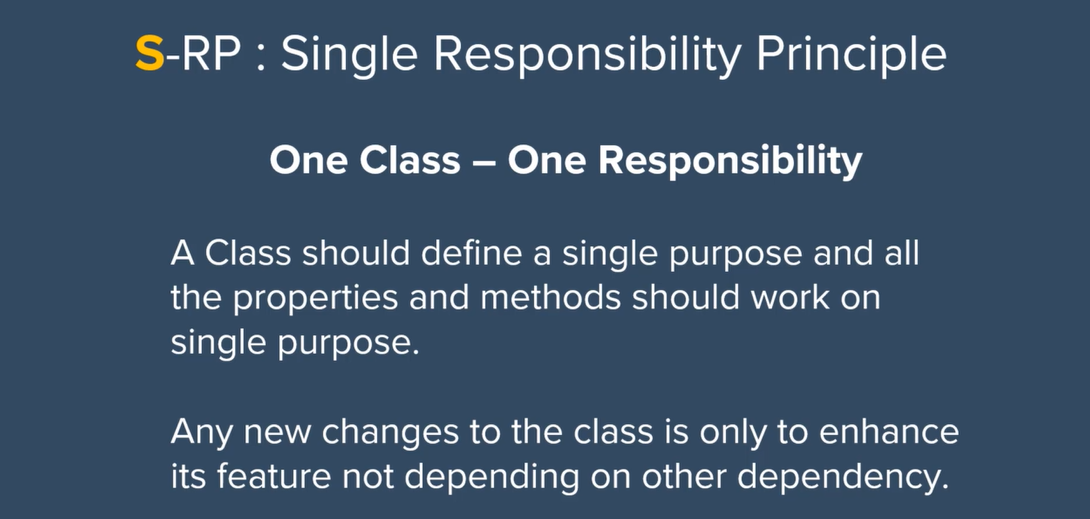 S-RP : Single Responsibility Principle
One Class – One Responsibility
A Class should define a single purpose and all
the properties and methods should work on
single purpose.
Any new changes to the class is only to enhance
its feature not depending on other dependency.